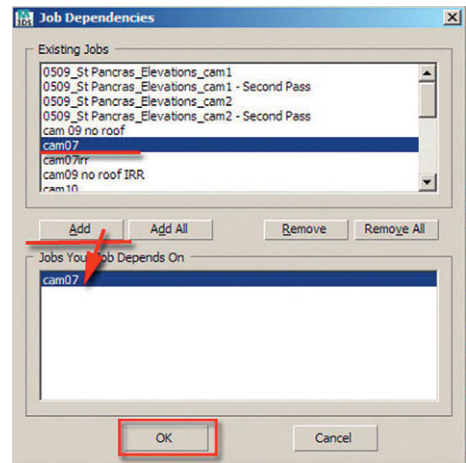 Job Dependencies
Existing Jobs
0509_St Pancras_Elevations_cam1
0509_St Pancras_Elevations_cam1 - Second Pass
0509_St Pancras_Elevations_cam2
0509_St Pancras_Elevations_cam2 - Second Pass
cam 09 no roof
cam07
cam07irr
cam09 no roof IRR
cam10
Add Add All Remove Remove All
Jobs Your Job Depends On
cam07
OK Cancel